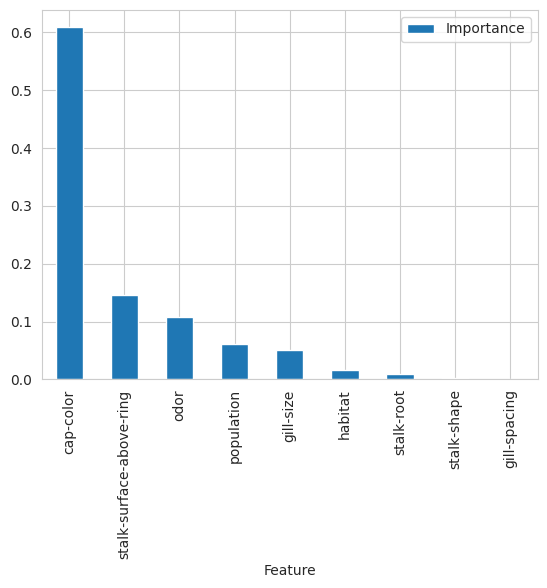 Importance
0.6
0.5
0.4
0.3
0.2
0.1
0.0
cap-color
stalk-surface-above-ring
odor
population
gill-size
habitat
stalk-root
stalk-shape
gill-spacing
Feature